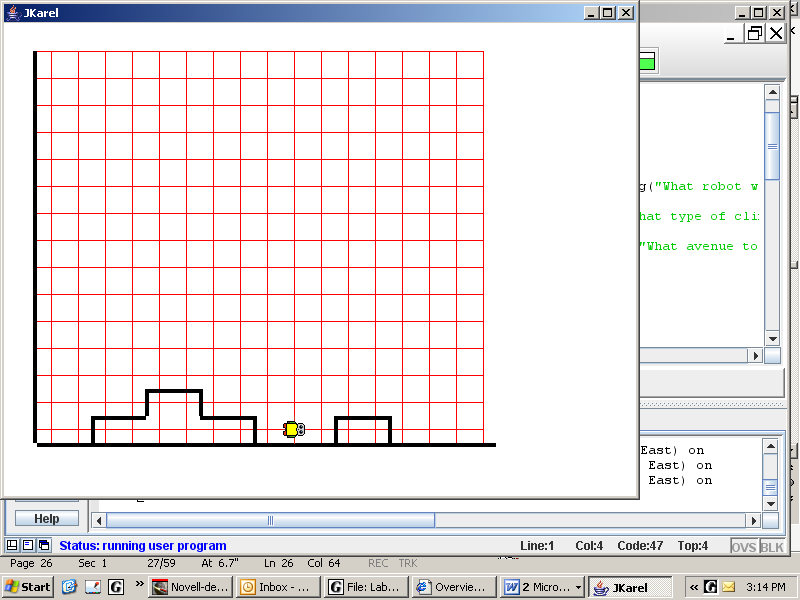 JKarel
g("What robot w
hat type of cli
"What avenue to
East) on
East) on
East) on
Help
Status: running user program
Line:1 Col:4 Code:47 Top:4
OVS BLK
Page 26 Sec 1 27/59 At 6.7" Ln 26 Col 64 REC TRK
Start Novell-de... Inbox - ... File: Lab... Overvie... 2 Micro... JKarel 3:14 PM